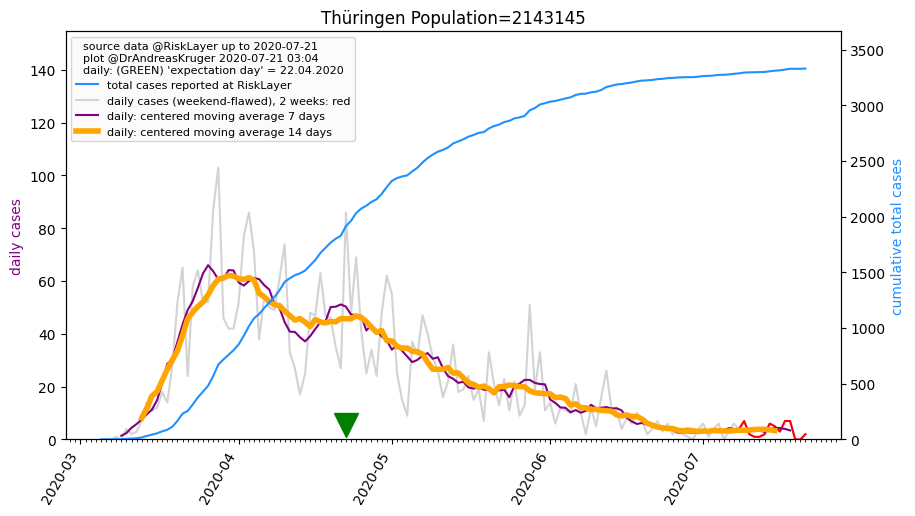 Thüringen Population=2143145
source data @RiskLayer up to 2020-07-21
plot @DrAndreasKruger 2020-07-21 03:04
daily: (GREEN) 'expectation day' = 22.04.2020
total cases reported at RiskLayer
daily cases (weekend-flawed), 2 weeks: red
daily: centered moving average 7 days
daily: centered moving average 14 days
daily cases
140
120
100
80
60
40
20
0
3500
3000
2500
2000
1500
1000
500
0
cumulative total cases
2020-03
2020-04
2020-05
2020-06
2020-07